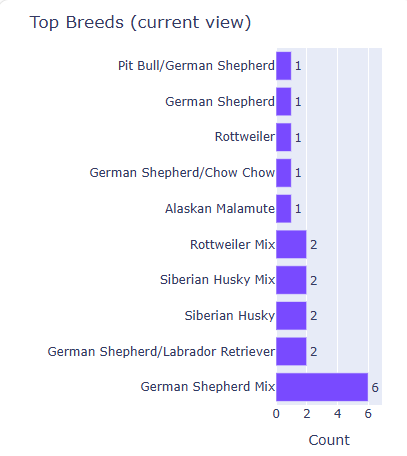 Top Breeds (current view)
Pit Bull/German Shepherd 1
German Shepherd 1
Rottweiler 1
German Shepherd/Chow Chow 1
Alaskan Malamute 1
Rottweiler Mix 2
Siberian Husky Mix 2
Siberian Husky 2
German Shepherd/Labrador Retriever 2
German Shepherd Mix 6
0 2 4 6
Count